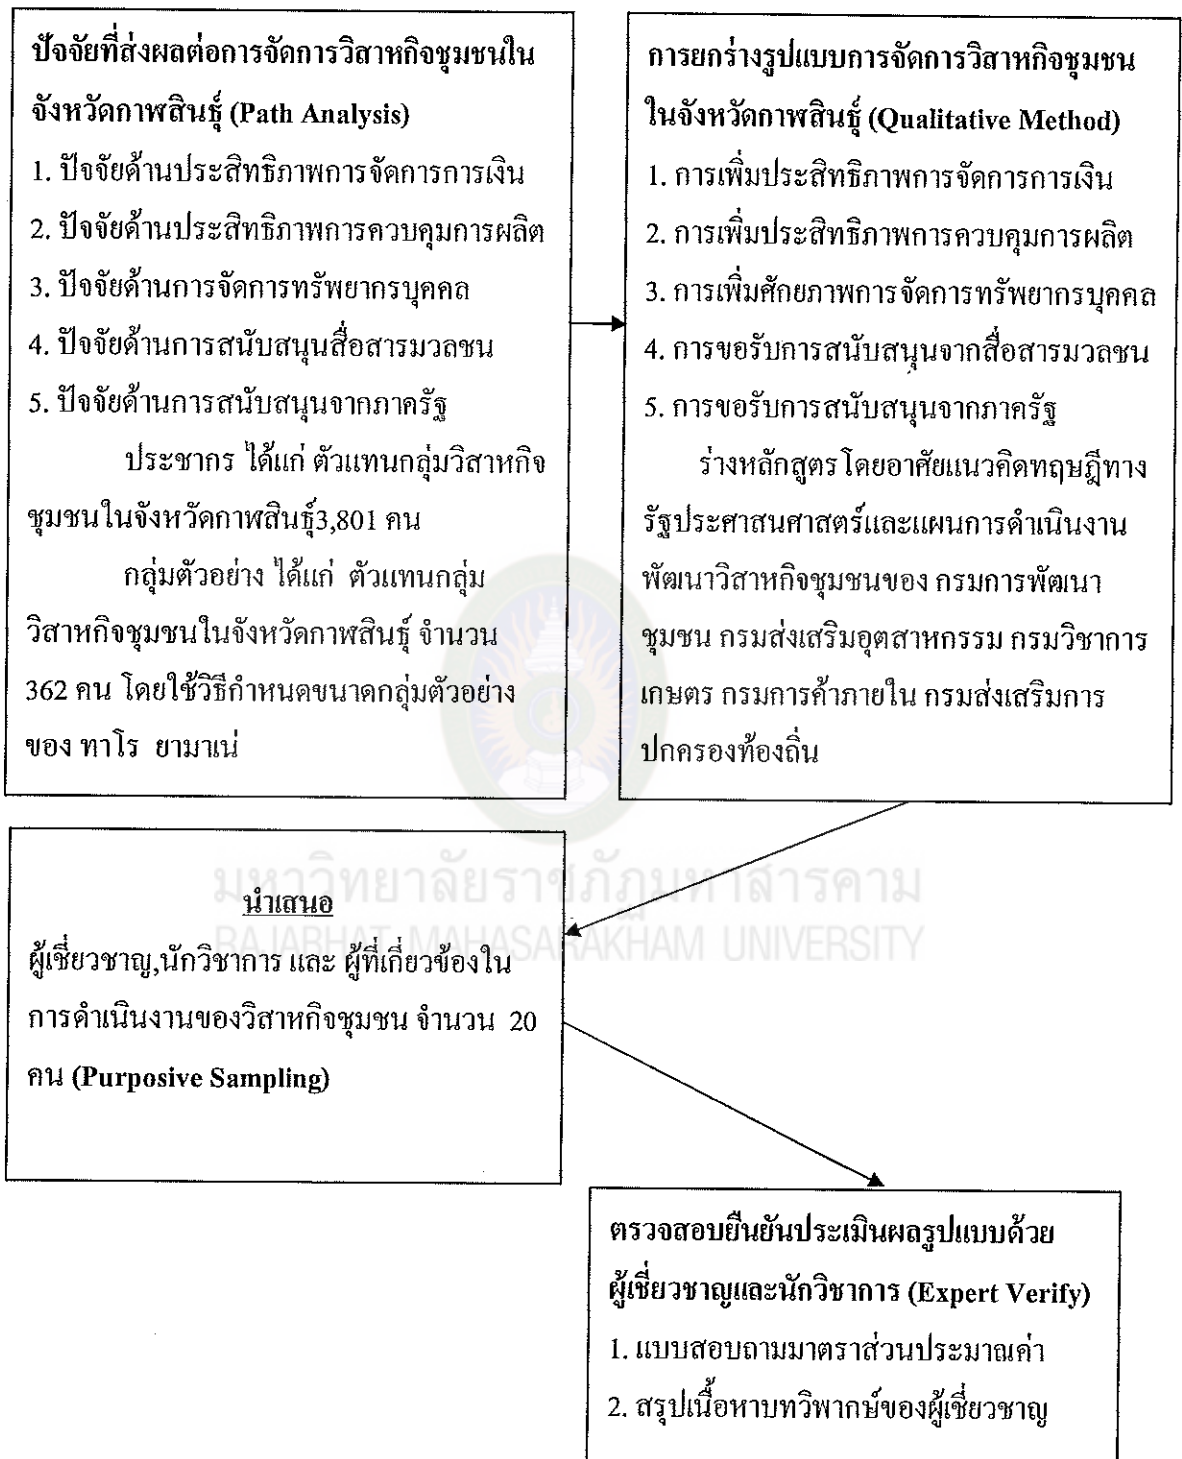 ปัจจัยที่ส่งผลต่อการจัดการวิสาหกิจชุมชนใน
จังหวัดกาฬสินธุ์ (Path Analysis)
1. ปัจจัยด้านประสิทธิภาพการจัดการการเงิน
2. ปัจจัยด้านประสิทธิภาพการควบคุมการผลิต
3. ปัจจัยด้านการจัดการทรัพยากรบุคคล
4. ปัจจัยด้านการสนับสนุนสื่อสารมวลชน
5. ปัจจัยด้านการสนับสนุนจากภาครัฐ
ประชากร ได้แก่ ตัวแทนกลุ่มวิสาหกิจ
ชุมชนในจังหวัดกาฬสินธุ์3,801 คน
กลุ่มตัวอย่าง ได้แก่ ตัวแทนกลุ่ม
วิสาหกิจชุมชนในจังหวัดกาฬสินธุ์ จำนวน
362 คน โดยใช้วิธีกำหนดขนาดกลุ่มตัวอย่าง
ของ ทาโร ยามาเน่
การยกร่างรูปแบบการจัดการวิสาหกิจชุมชน
ในจังหวัดกาฬสินธุ์ (Qualitative Method)
1. การเพิ่มประสิทธิภาพการจัดการการเงิน
2. การเพิ่มประสิทธิภาพการควบคุมการผลิต
3. การเพิ่มศักยภาพการจัดการทรัพยากรบุคคล
4. การขอรับการสนับสนุนจากสื่อสารมวลชน
5. การขอรับการสนับสนุนจากภาครัฐ
ร่างหลักสูตรโดยอาศัยแนวคิดทฤษฎีทาง
รัฐประศาสนศาสตร์และแผนการดำเนินงาน
พัฒนาวิสาหกิจชุมชนของ กรมการพัฒนา
ชุมชน กรมส่งเสริมอุตสาหกรรม กรมวิชาการ
เกษตร กรมการค้าภายใน กรมส่งเสริมการ
ปกครองท้องถิ่น
มหาวิทยาลัยราชภัฏมหาสารคาม
RAJABHAT MAHASARAKHAM UNIVERSITY
นำเสนอ
ผู้เชี่ยวชาญ,นักวิชาการ และ ผู้ที่เกี่ยวข้องใน
การดำเนินงานของวิสาหกิจชุมชน จำนวน 20
คน (Purposive Sampling)
ตรวจสอบยืนยันประเมินผลรูปแบบด้วย
ผู้เชี่ยวชาญและนักวิชาการ (Expert Verify)
1. แบบสอบถามมาตราส่วนประมาณค่า
2. สรุปเนื้อหาบทวิพากษ์ของผู้เชี่ยวชาญ